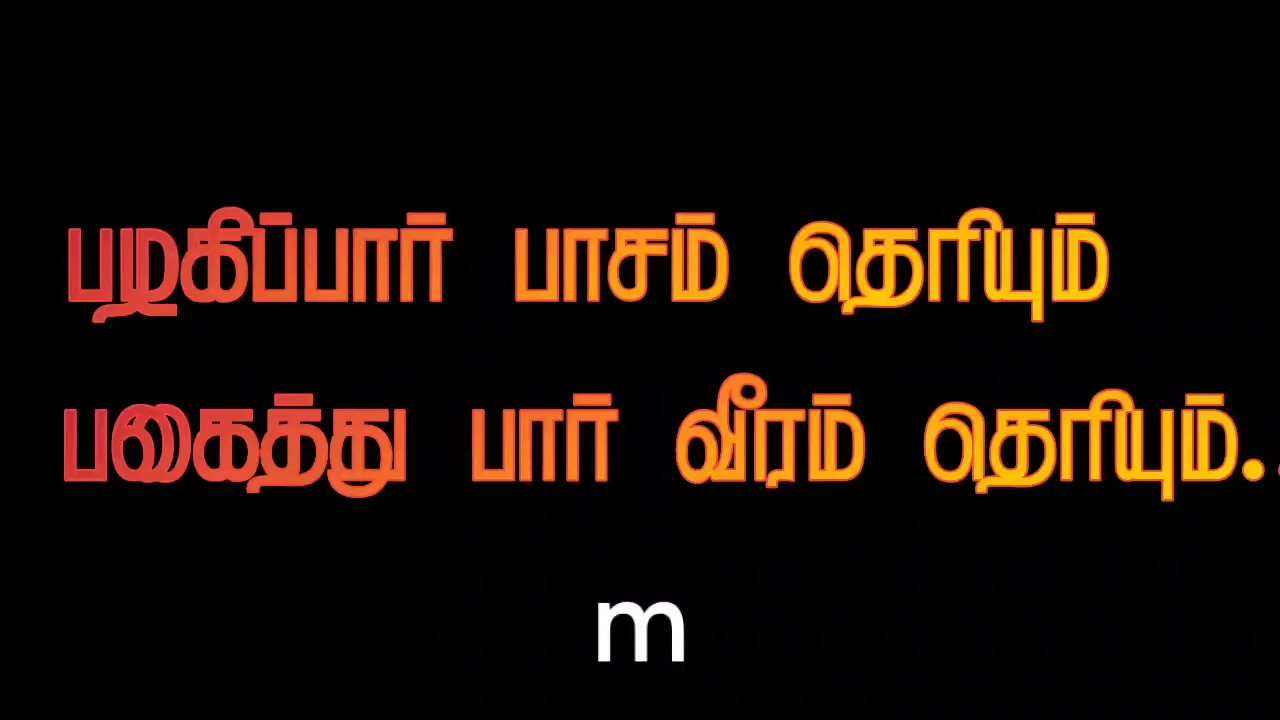 பழகிப்பார் பாசம் தெரியும்
பகைத்து பார் வீரம் தெரியும்..
m